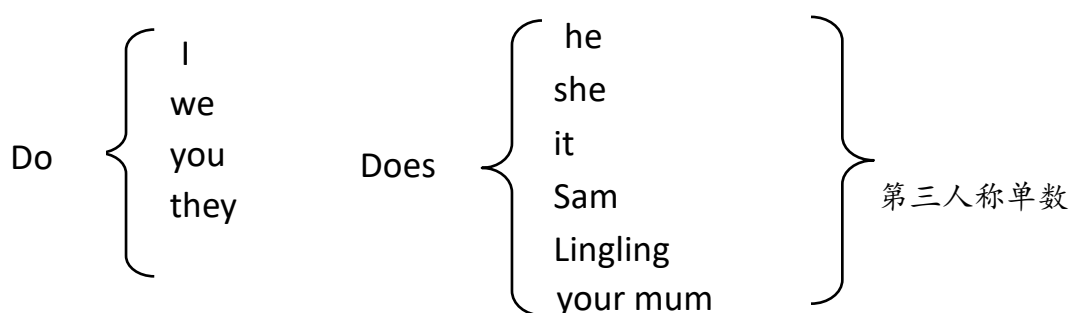 Do
I
we
you
they
Does
he
she
it
Sam
Lingling
your mum
第三人称单数